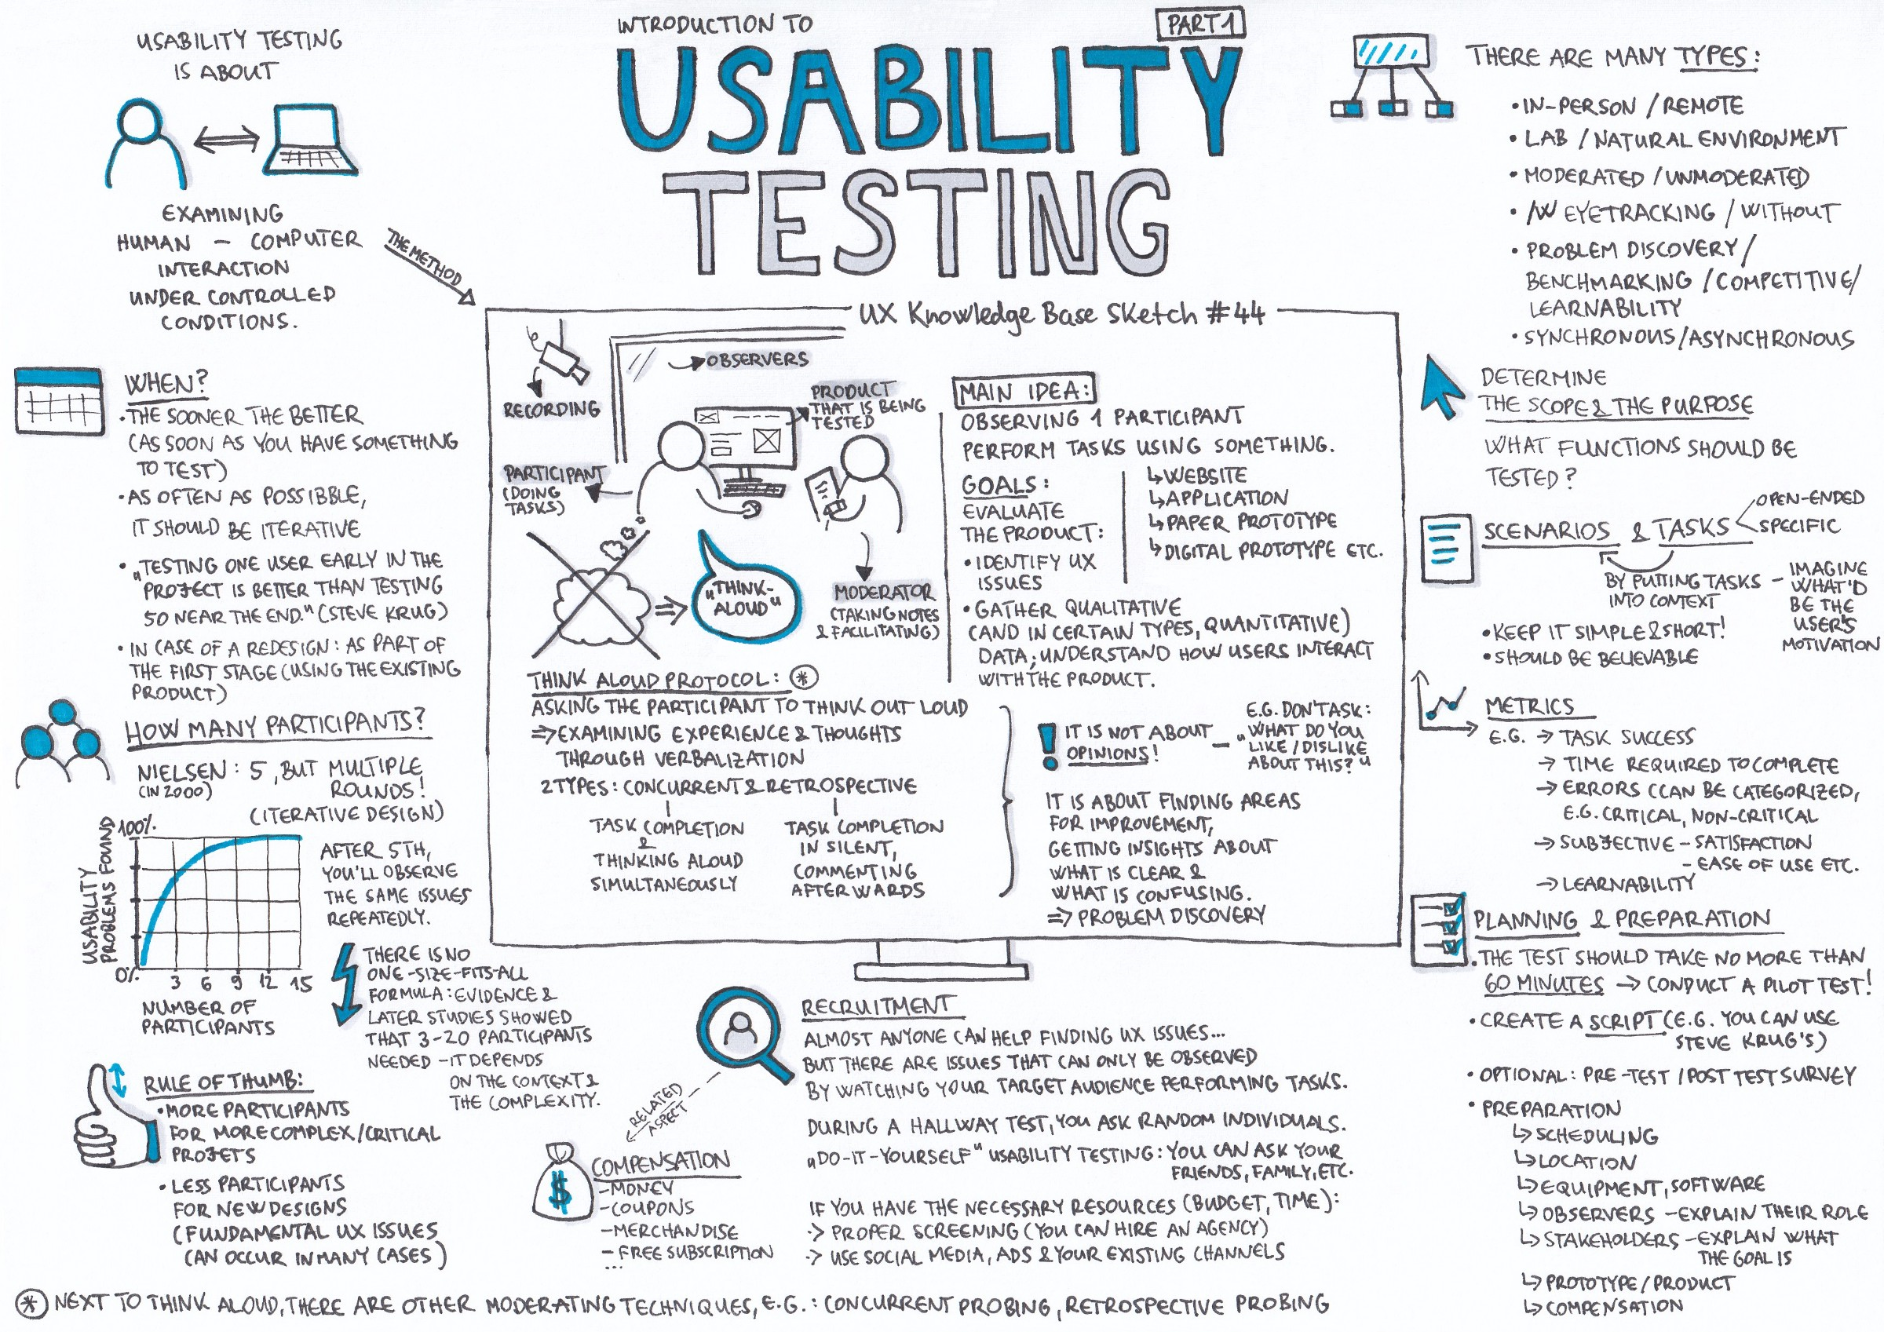 INTRODUCTION TO
PART 1
USABILITY
TESTING
USABILITY TESTING
IS ABOUT
EXAMINING
HUMAN – COMPUTER
INTERACTION
UNDER CONTROLLED
CONDITIONS.
THE METHOD
WHEN?
• THE SOONER THE BETTER
(AS SOON AS YOU HAVE SOMETHING
TO TEST)
• AS OFTEN AS POSSIBBLE,
IT SHOULD BE ITERATIVE
• „TESTING ONE USER EARLY IN THE
PROJECT IS BETTER THAN TESTING
50 NEAR THE END." (STEVE KRUG)
• IN CASE OF A REDESIGN: AS PART OF
THE FIRST STAGE (USING THE EXISTING
PRODUCT)
HOW MANY PARTICIPANTS?
NIELSEN: 5, BUT MULTIPLE
(IN 2000) ROUNDS!
(ITERATIVE DESIGN)
100%
USABILITY
PROBLEMS FOUND
0%
3 6 9 12 15
NUMBER OF
PARTICIPANTS
AFTER 5TH,
YOU'LL OBSERVE
THE SAME ISSUES
REPEATEDLY.
THERE IS NO
ONE-SIZE-FITS-ALL
FORMULA: EVIDENCE &
LATER STUDIES SHOWED
THAT 3-20 PARTICIPANTS
NEEDED – IT DEPENDS
ON THE CONTEXT &
THE COMPLEXITY.
RULE OF THUMB:
• MORE PARTICIPANTS
FOR MORE COMPLEX/CRITICAL
PROJETS
• LESS PARTICIPANTS
FOR NEW DESIGNS
(FUNDAMENTAL UX ISSUES
CAN OCCUR IN MANY CASES)
UX Knowledge Base Sketch #44
RECORDING
OBSERVERS
PRODUCT
THAT IS BEING
TESTED
PARTICIPANT
(DOING
TASKS)
„THINK-
ALOUD"
MODERATOR
(TAKING NOTES
& FACILITATING)
MAIN IDEA:
OBSERVING 1 PARTICIPANT
PERFORM TASKS USING SOMETHING.
↳ WEBSITE
↳ APPLICATION
↳ PAPER PROTOTYPE
↳ DIGITAL PROTOTYPE ETC.
GOALS:
EVALUATE
THE PRODUCT:
• IDENTIFY UX
ISSUES
• GATHER QUALITATIVE
(AND IN CERTAIN TYPES, QUANTITATIVE)
DATA; UNDERSTAND HOW USERS INTERACT
WITH THE PRODUCT.
THINK ALOUD PROTOCOL: *
ASKING THE PARTICIPANT TO THINK OUT LOUD
⇒ EXAMINING EXPERIENCE & THOUGHTS
THROUGH VERBALIZATION
2 TYPES: CONCURRENT & RETROSPECTIVE
TASK COMPLETION
&
THINKING ALOUD
SIMULTANEOUSLY
TASK COMPLETION
IN SILENT,
COMMENTING
AFTERWARDS
! IT IS NOT ABOUT
OPINIONS!
– E.G. DON'T ASK:
„WHAT DO YOU
LIKE / DISLIKE
ABOUT THIS?"
IT IS ABOUT FINDING AREAS
FOR IMPROVEMENT,
GETTING INSIGHTS ABOUT
WHAT IS CLEAR &
WHAT IS CONFUSING.
⇒ PROBLEM DISCOVERY
RECRUITMENT
ALMOST ANYONE CAN HELP FINDING UX ISSUES...
BUT THERE ARE ISSUES THAT CAN ONLY BE OBSERVED
BY WATCHING YOUR TARGET AUDIENCE PERFORMING TASKS.
DURING A HALLWAY TEST, YOU ASK RANDOM INDIVIDUALS.
„DO-IT-YOURSELF" USABILITY TESTING: YOU CAN ASK YOUR
FRIENDS, FAMILY, ETC.
IF YOU HAVE THE NECESSARY RESOURCES (BUDGET, TIME):
-> PROPER SCREENING (YOU CAN HIRE AN AGENCY)
-> USE SOCIAL MEDIA, ADS & YOUR EXISTING CHANNELS
RELATED
ASPECT
$
COMPENSATION
– MONEY
– COUPONS
– MERCHANDISE
– FREE SUBSCRIPTION
...
THERE ARE MANY TYPES:
• IN-PERSON / REMOTE
• LAB / NATURAL ENVIRONMENT
• MODERATED / UNMODERATED
• /W EYETRACKING / WITHOUT
• PROBLEM DISCOVERY /
BENCHMARKING / COMPETITIVE /
LEARNABILITY
• SYNCHRONOUS / ASYNCHRONOUS
DETERMINE
THE SCOPE & THE PURPOSE
WHAT FUNCTIONS SHOULD BE
TESTED?
SCENARIOS & TASKS
OPEN-ENDED
SPECIFIC
BY PUTTING TASKS
INTO CONTEXT
– IMAGINE
WHAT'D
BE THE
USER'S
MOTIVATION
• KEEP IT SIMPLE & SHORT!
• SHOULD BE BELIEVABLE
METRICS
E.G. → TASK SUCCESS
→ TIME REQUIRED TO COMPLETE
→ ERRORS (CAN BE CATEGORIZED,
E.G. CRITICAL, NON-CRITICAL
→ SUBJECTIVE – SATISFACTION
– EASE OF USE ETC.
→ LEARNABILITY
PLANNING & PREPARATION
• THE TEST SHOULD TAKE NO MORE THAN
60 MINUTES → CONDUCT A PILOT TEST!
• CREATE A SCRIPT (E.G. YOU CAN USE
STEVE KRUG'S)
• OPTIONAL: PRE-TEST / POST TEST SURVEY
• PREPARATION
↳ SCHEDULING
↳ LOCATION
↳ EQUIPMENT, SOFTWARE
↳ OBSERVERS – EXPLAIN THEIR ROLE
↳ STAKEHOLDERS – EXPLAIN WHAT
THE GOAL IS
↳ PROTOTYPE / PRODUCT
↳ COMPENSATION
* NEXT TO THINK ALOUD, THERE ARE OTHER MODERATING TECHNIQUES, E.G.: CONCURRENT PROBING, RETROSPECTIVE PROBING